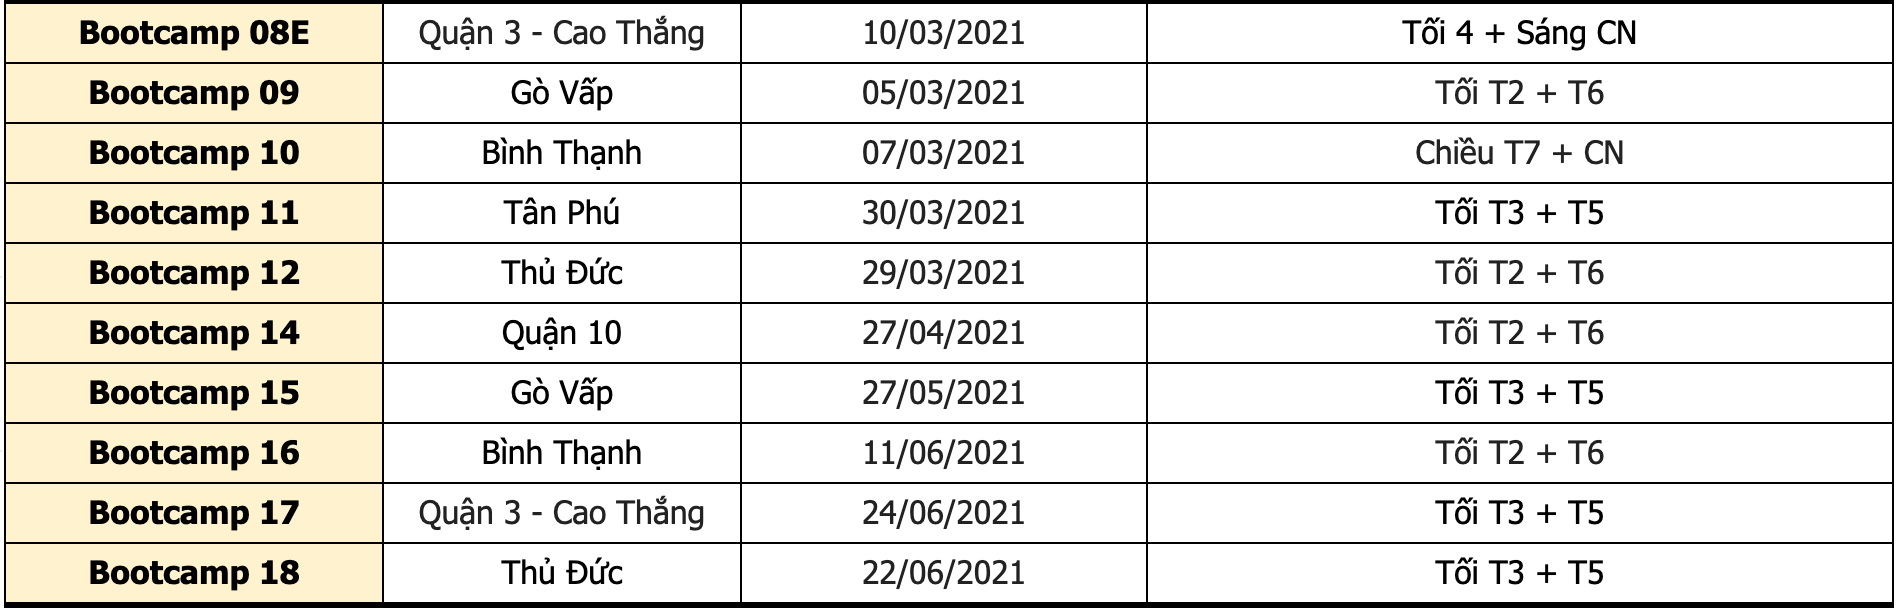 Bootcamp 08E Quận 3 - Cao Thắng 10/03/2021 Tối 4 + Sáng CN
Bootcamp 09 Gò Vấp 05/03/2021 Tối T2 + T6
Bootcamp 10 Bình Thạnh 07/03/2021 Chiều T7 + CN
Bootcamp 11 Tân Phú 30/03/2021 Tối T3 + T5
Bootcamp 12 Thủ Đức 29/03/2021 Tối T2 + T6
Bootcamp 14 Quận 10 27/04/2021 Tối T2 + T6
Bootcamp 15 Gò Vấp 27/05/2021 Tối T3 + T5
Bootcamp 16 Bình Thạnh 11/06/2021 Tối T2 + T6
Bootcamp 17 Quận 3 - Cao Thắng 24/06/2021 Tối T3 + T5
Bootcamp 18 Thủ Đức 22/06/2021 Tối T3 + T5